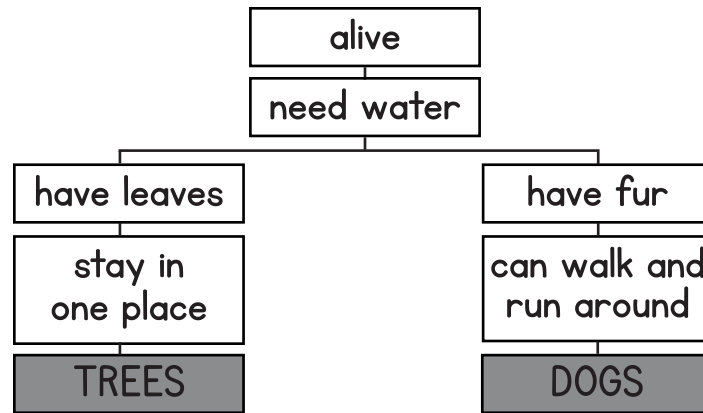 alive
need water
have leaves
have fur
stay in
one place
can walk and
run around
TREES
DOGS